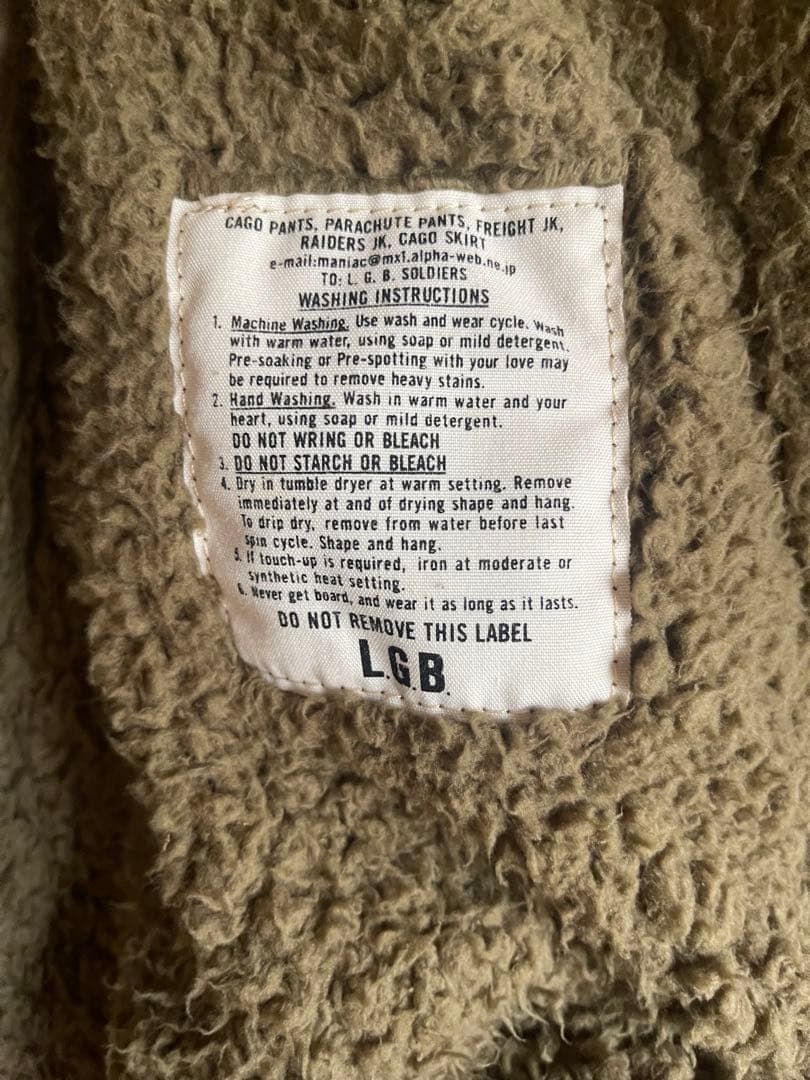 CAGO PANTS, PARACHUTE PANTS, FREIGHT JK,
RAIDERS JK, CAGO SKIRT
e-mail:maniac@mx1.alpha-web.ne.jp
TO: L. G. B. SOLDIERS
WASHING INSTRUCTIONS
1. Machine Washing. Use wash and wear cycle. Wash
with warm water, using soap or mild detergent.
Pre-soaking or Pre-spotting with your love may
be required to remove heavy stains.
2. Hand Washing. Wash in warm water and your
heart, using soap or mild detergent.
DO NOT WRING OR BLEACH
3. DO NOT STARCH OR BLEACH
4. Dry in tumble dryer at warm setting. Remove
immediately at and of drying shape and hang.
To drip dry, remove from water before last
spin cycle. Shape and hang.
5. If touch-up is required, iron at moderate or
synthetic heat setting.
6. Never get board, and wear it as long as it lasts.
DO NOT REMOVE THIS LABEL
L.G.B.